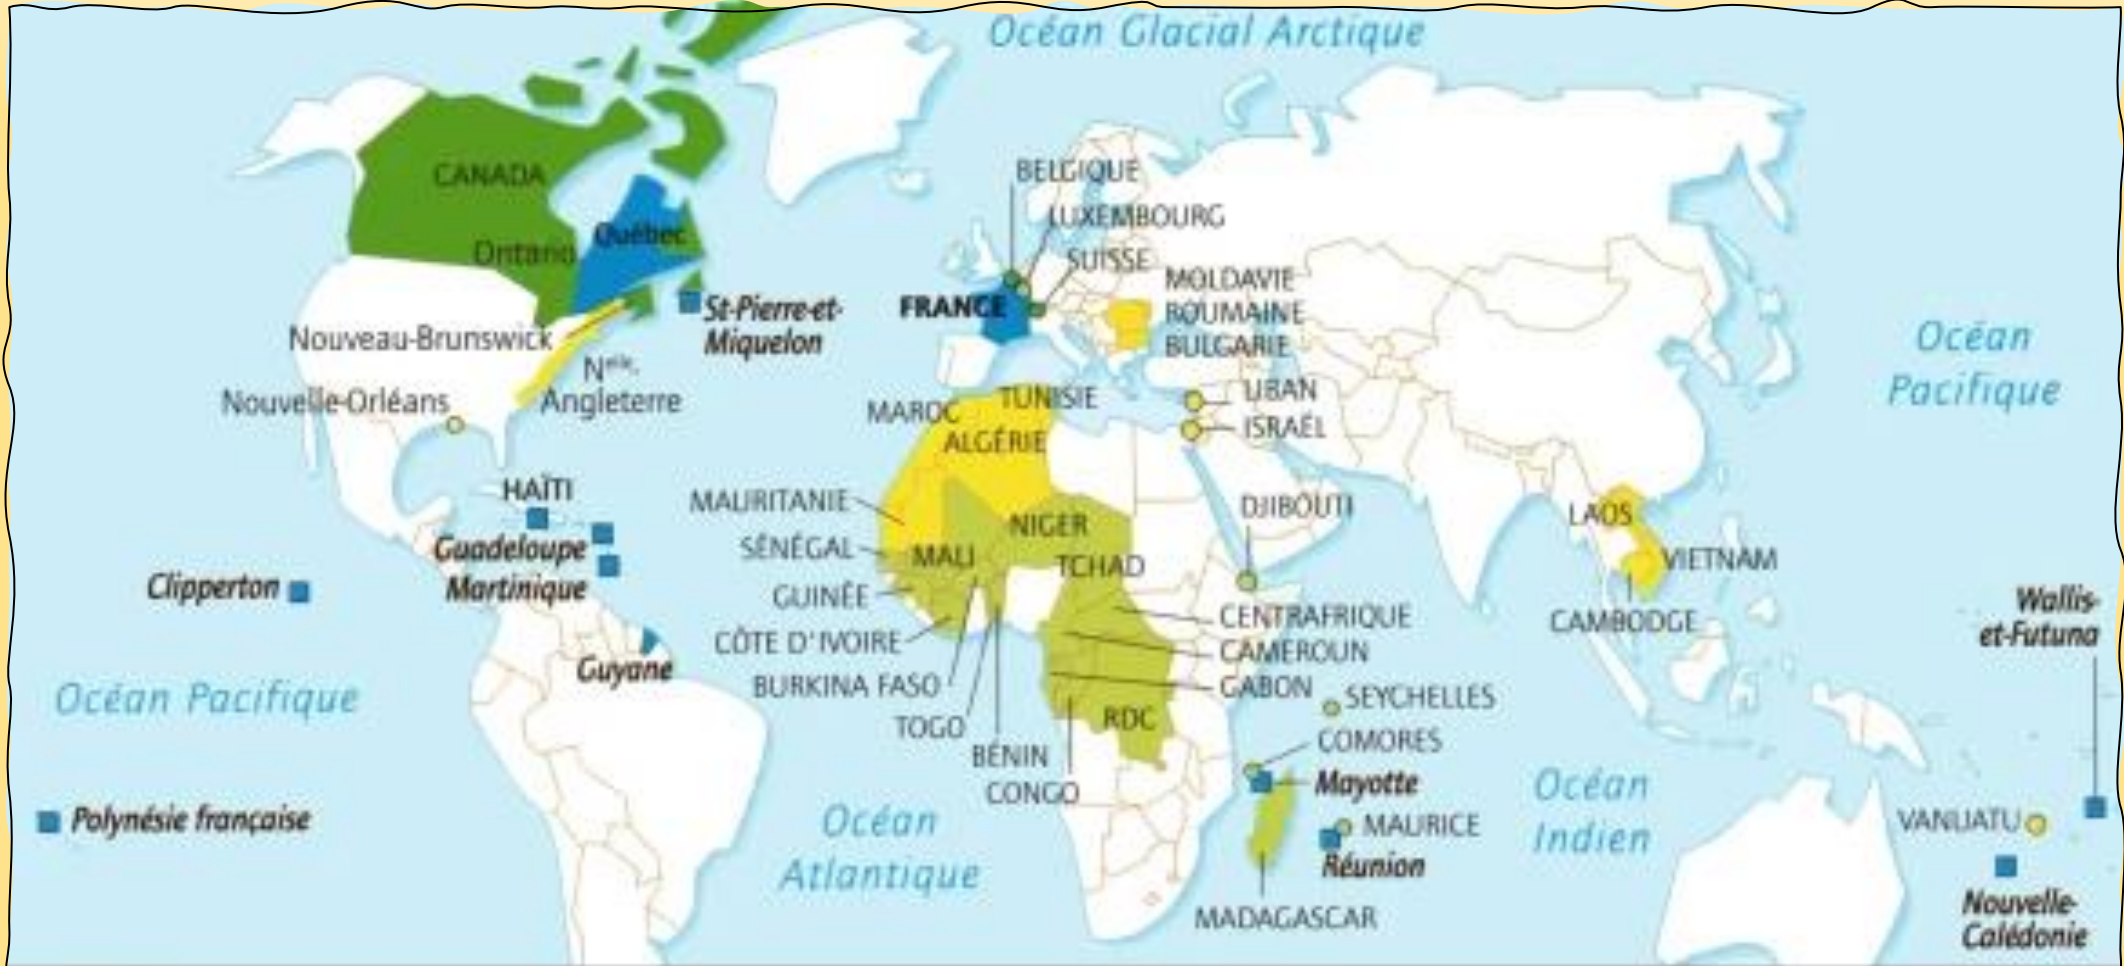 Océan Glacial Arctique
CANADA
Québec
Ontario
BELGIQUE
LUXEMBOURG
SUISSE
MOLDAVIE
FRANCE
ROUMAINE
BULGARIE
St-Pierre-et-
Miquelon
Nouveau-Brunswick
Nelle-
Angleterre
Nouvelle-Orléans
Océan
Pacifique
MAROC
TUNISIE
ALGÉRIE
LIBAN
ISRAËL
HAÏTI
Guadeloupe
Martinique
Clipperton
Guyane
MAURITANIE
SÉNÉGAL
MALI
NIGER
TCHAD
DJIBOUTI
GUINÉE
CÔTE D'IVOIRE
BURKINA FASO
TOGO
BÉNIN
CONGO
CENTRAFRIQUE
CAMEROUN
GABON
RDC
SEYCHELLES
COMORES
Mayotte
MAURICE
Réunion
MADAGASCAR
LAOS
VIETNAM
CAMBODGE
Wallis-
et-Futuna
Océan Pacifique
Polynésie française
Océan
Atlantique
Océan
Indien
VANUATU
Nouvelle-
Calédonie